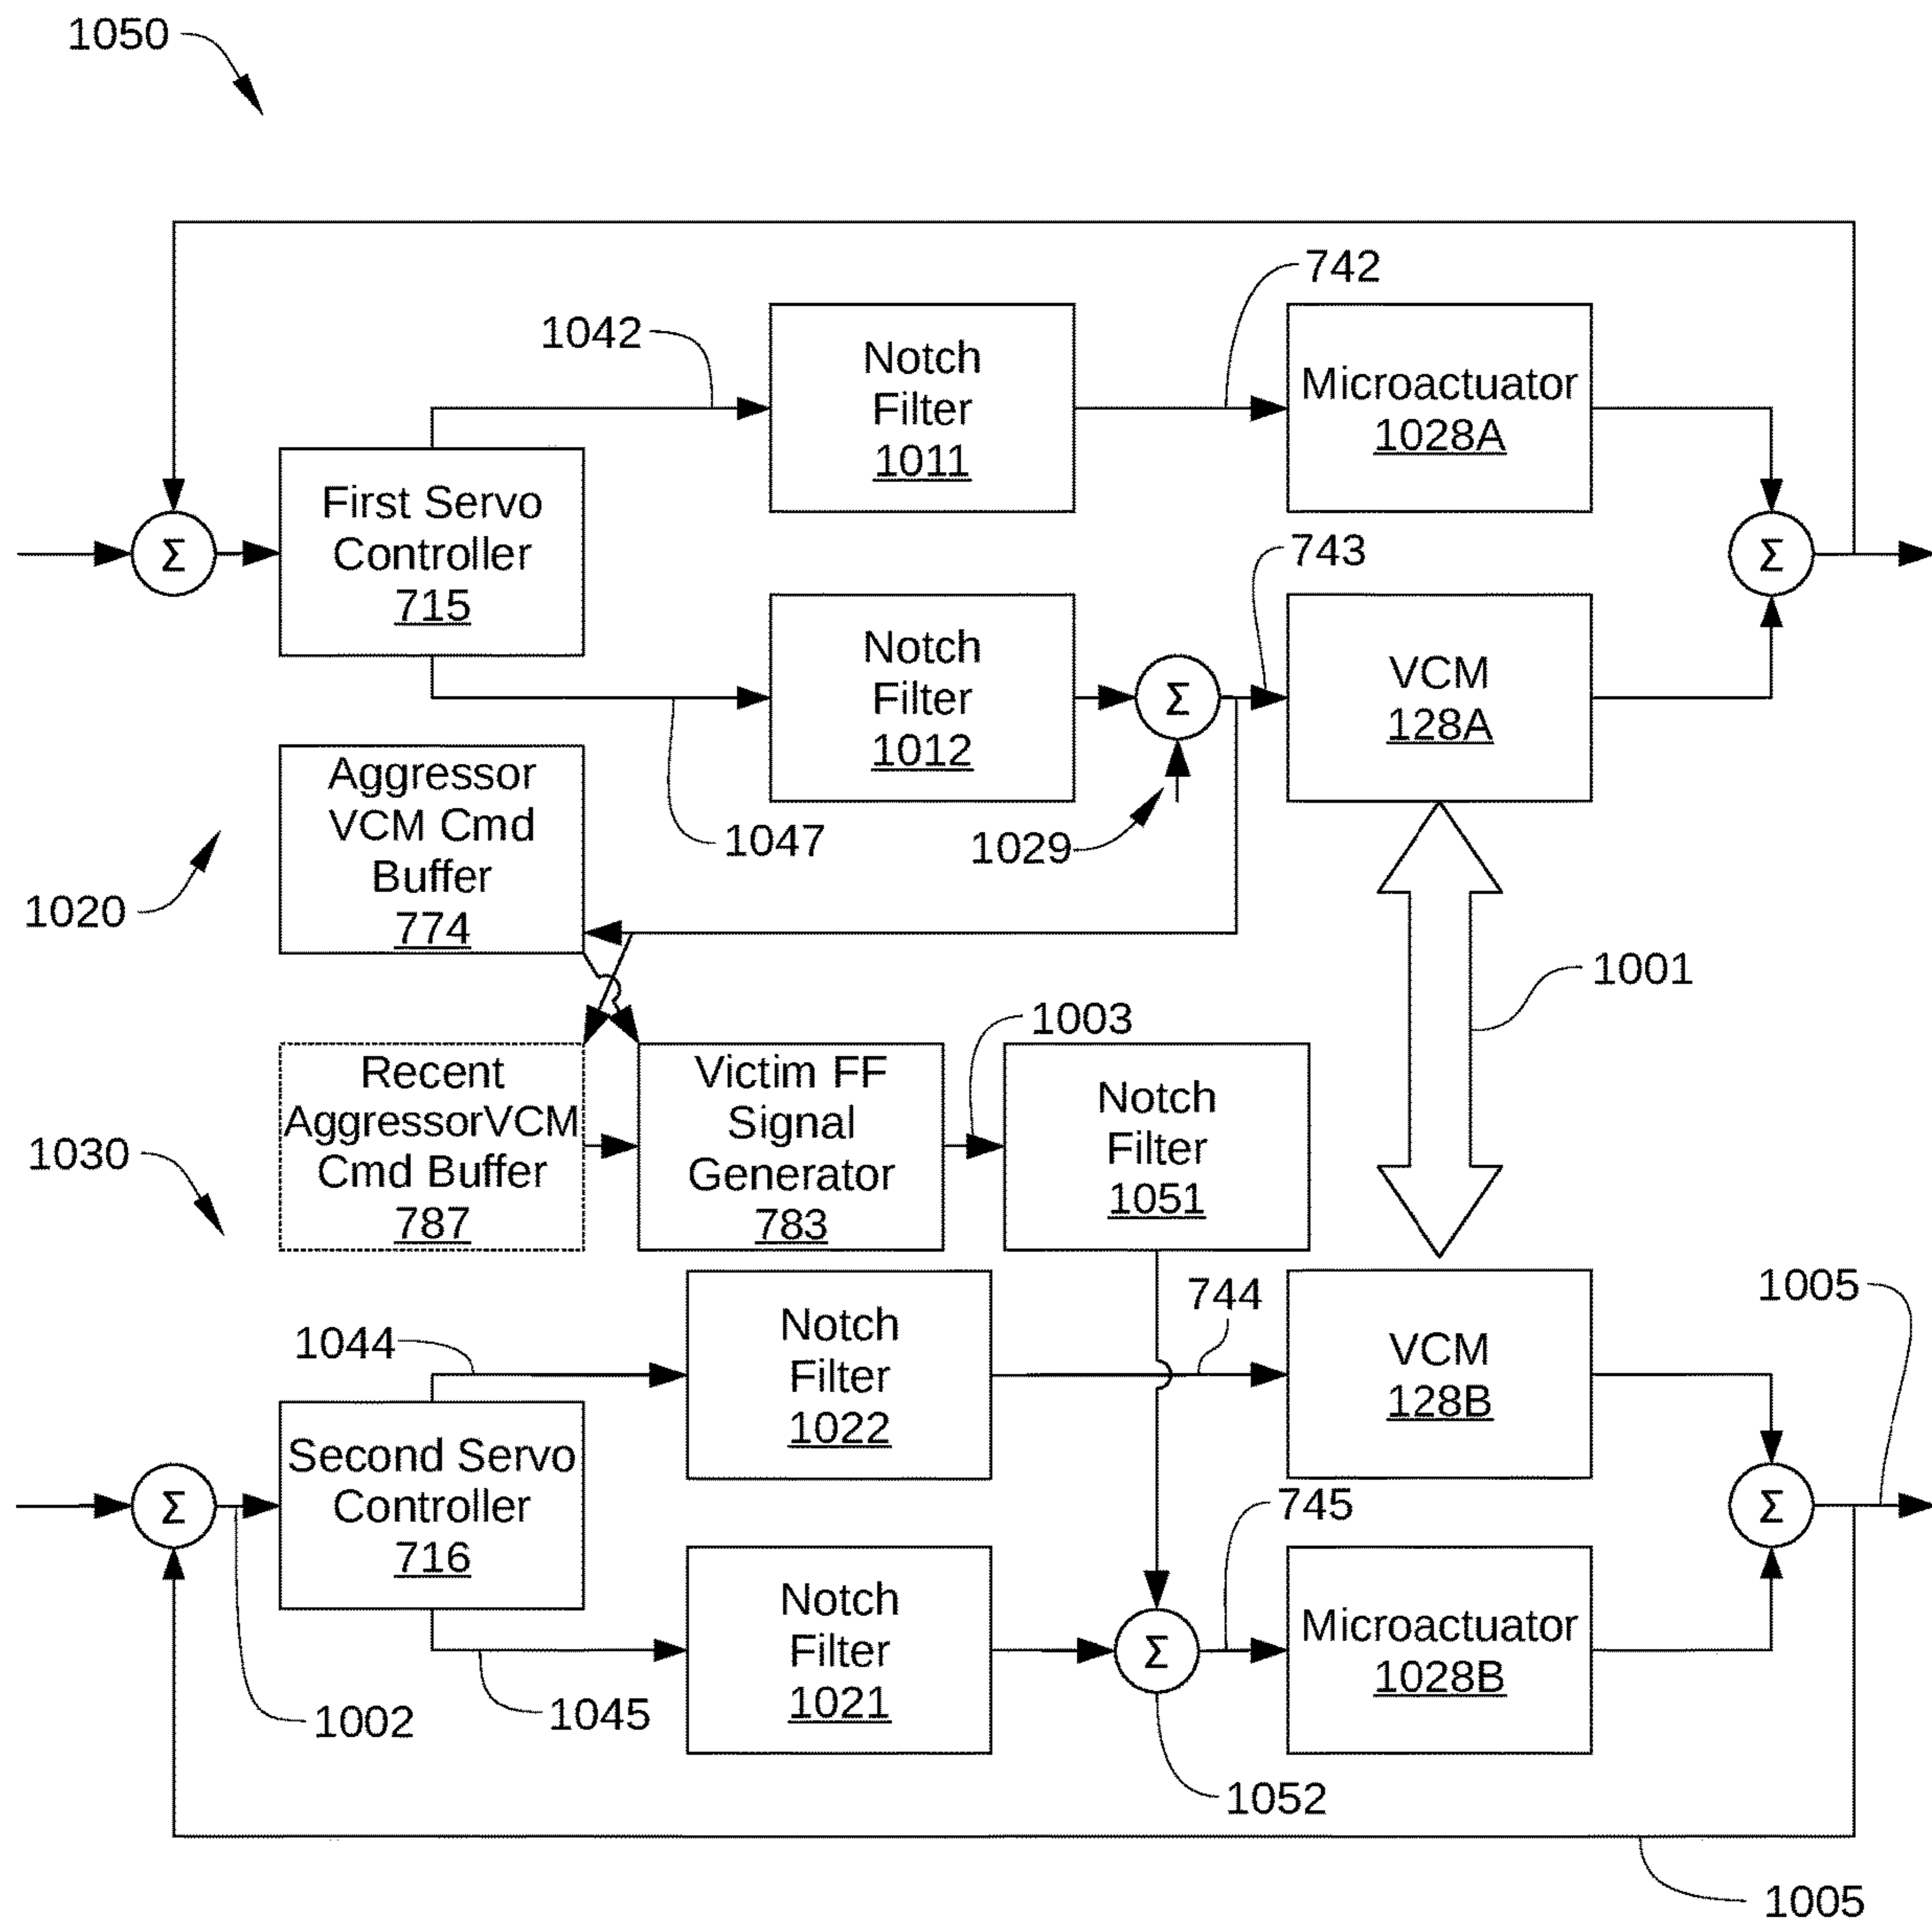 1050
742
1042
Notch
Filter
1011
Microactuator
1028A
First Servo
Controller
715
Σ
Σ
743
Notch
Filter
1012
Σ
VCM
128A
Aggressor
VCM Cmd
Buffer
774
1047
1029
1020
1001
1003
Recent
AggressorVCM
Cmd Buffer
787
Victim FF
Signal
Generator
783
Notch
Filter
1051
1030
744
1005
1044
Notch
Filter
1022
VCM
128B
Second Servo
Controller
716
Σ
Σ
745
Notch
Filter
1021
Σ
Microactuator
1028B
1002
1045
1052
1005